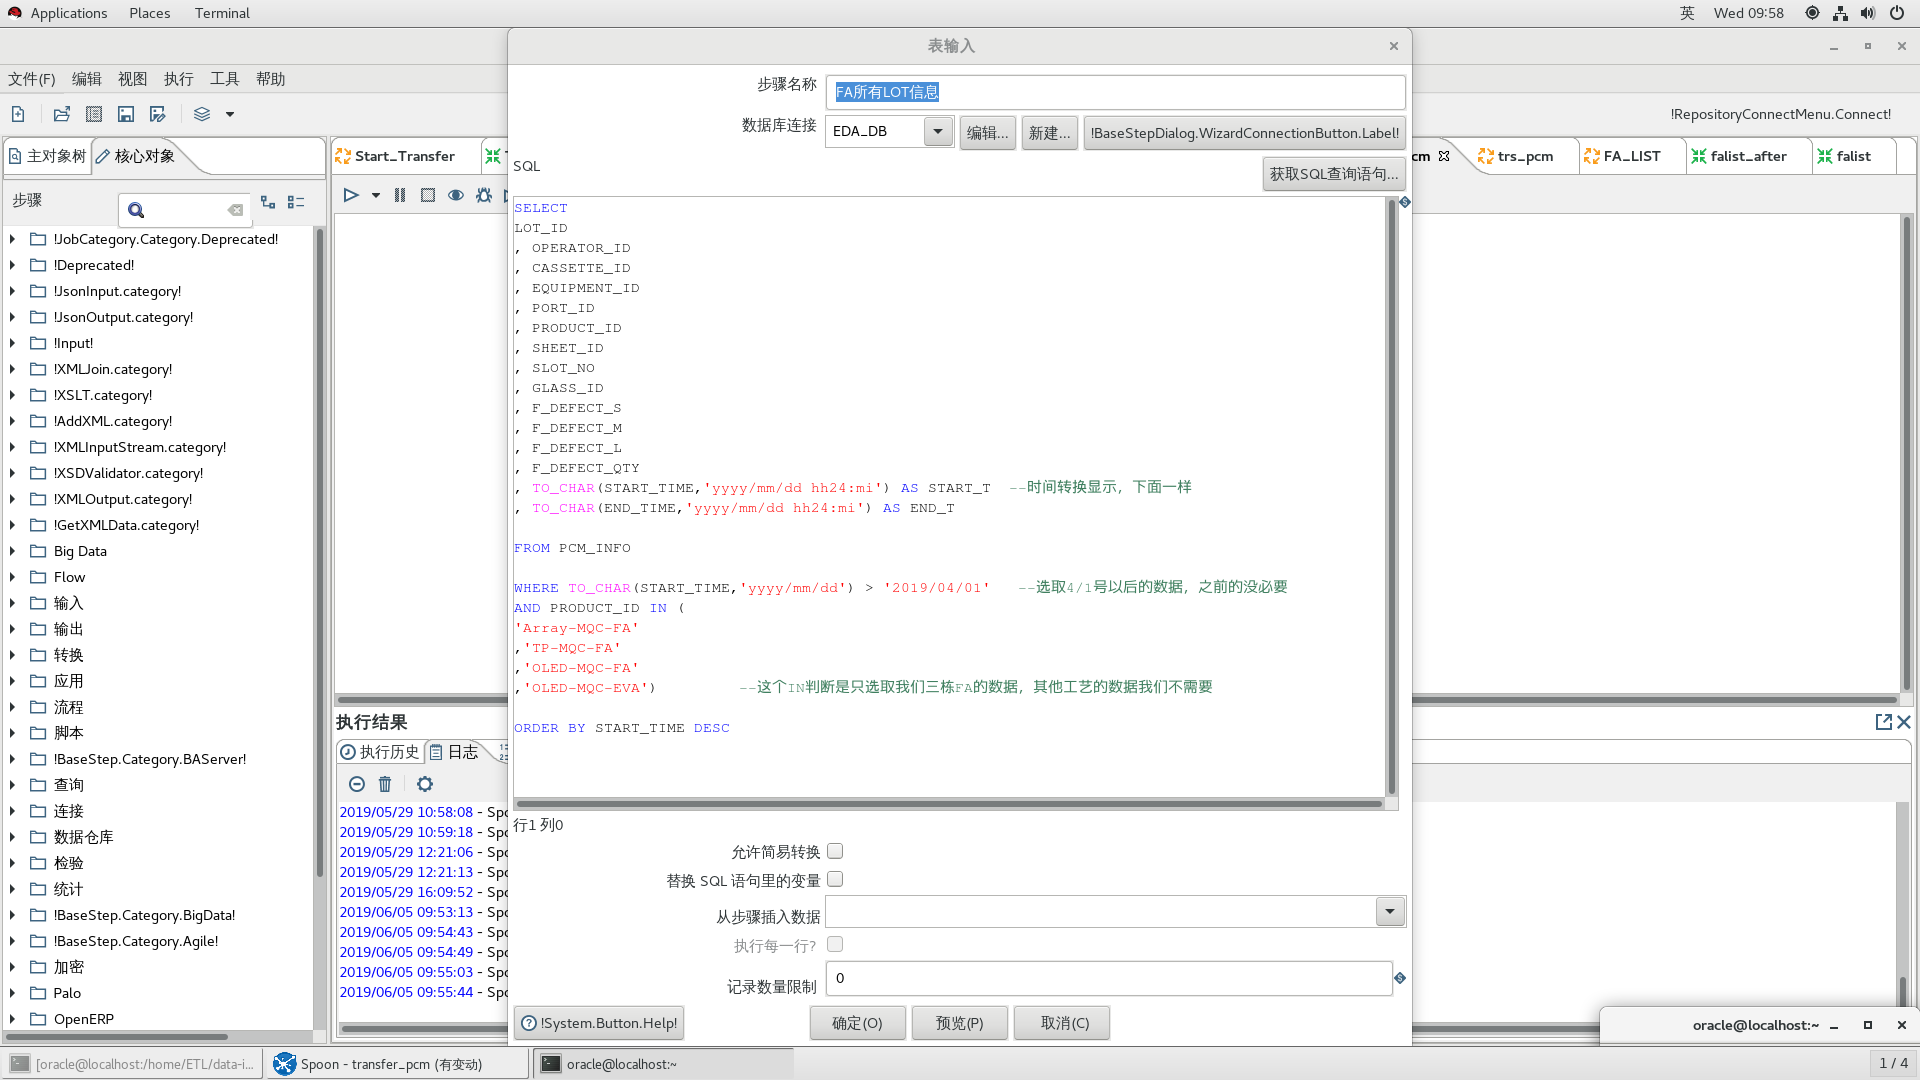 Applications Places Terminal
英 Wed 09:58
表输入
文件(F) 编辑 视图 执行 工具 帮助
!RepositoryConnectMenu.Connect!
主对象树 核心对象
Start_Transfer
cm
trs_pcm
FA_LIST
falist_after
falist
步骤
!JobCategory.Category.Deprecated!
!Deprecated!
!JsonInput.category!
!JsonOutput.category!
!Input!
!XMLJoin.category!
!XSLT.category!
!AddXML.category!
!XMLInputStream.category!
!XSDValidator.category!
!XMLOutput.category!
!GetXMLData.category!
Big Data
Flow
输入
输出
转换
应用
流程
脚本
!BaseStep.Category.BAServer!
查询
连接
数据仓库
检验
统计
!BaseStep.Category.BigData!
!BaseStep.Category.Agile!
加密
Palo
OpenERP
步骤名称 FA所有LOT信息
数据库连接 EDA_DB 编辑... 新建... !BaseStepDialog.WizardConnectionButton.Label!
SQL
获取SQL查询语句...
SELECT
LOT_ID
, OPERATOR_ID
, CASSETTE_ID
, EQUIPMENT_ID
, PORT_ID
, PRODUCT_ID
, SHEET_ID
, SLOT_NO
, GLASS_ID
, F_DEFECT_S
, F_DEFECT_M
, F_DEFECT_L
, F_DEFECT_QTY
, TO_CHAR(START_TIME,'yyyy/mm/dd hh24:mi') AS START_T --时间转换显示，下面一样
, TO_CHAR(END_TIME,'yyyy/mm/dd hh24:mi') AS END_T
FROM PCM_INFO
WHERE TO_CHAR(START_TIME,'yyyy/mm/dd') > '2019/04/01' --选取4/1号以后的数据，之前的没必要
AND PRODUCT_ID IN (
'Array-MQC-FA'
,'TP-MQC-FA'
,'OLED-MQC-FA'
,'OLED-MQC-EVA') --这个IN判断是只选取我们三栋FA的数据，其他工艺的数据我们不需要
ORDER BY START_TIME DESC
行1 列0
允许简易转换
替换 SQL 语句里的变量
从步骤插入数据
执行每一行?
记录数量限制 0
!System.Button.Help! 确定(O) 预览(P) 取消(C)
执行结果
执行历史 日志
2019/05/29 10:58:08 - Spo
2019/05/29 10:59:18 - Spo
2019/05/29 12:21:06 - Spo
2019/05/29 12:21:13 - Spo
2019/05/29 16:09:52 - Spo
2019/06/05 09:53:13 - Spo
2019/06/05 09:54:43 - Spo
2019/06/05 09:54:49 - Spo
2019/06/05 09:55:03 - Spo
2019/06/05 09:55:44 - Spo
oracle@localhost:~
[oracle@localhost:/home/ETL/data-i...
Spoon - transfer_pcm (有变动)
oracle@localhost:~
1 / 4